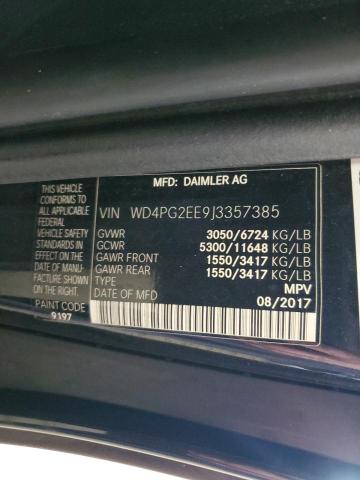 MFD: DAIMLER AG
THIS VEHICLE
CONFORMS TO ALL
APPLICABLE
FEDERAL
MOTOR VEHICLE
SAFETY STANDARDS
IN EFFECT ON THE
DATE OF MANU-
FACTURE SHOWN
ON THE RIGHT.
PAINT CODE
9197
VIN WD4PG2EE9J3357385
GVWR 3050/6724 KG/LB
GCWR 5300/11648 KG/LB
GAWR FRONT 1550/3417 KG/LB
GAWR REAR 1550/3417 KG/LB
TYPE MPV
DATE OF MFD 08/2017